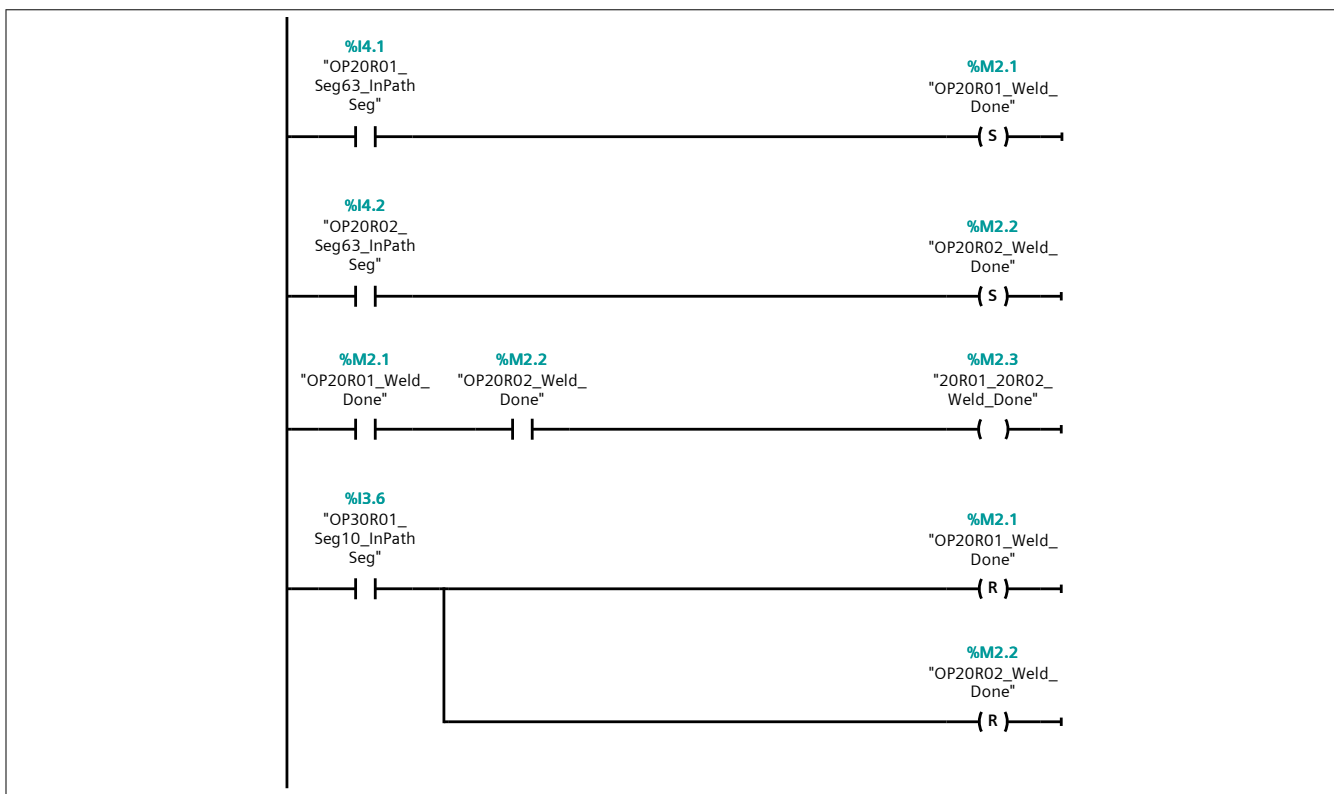 %I4.1
"OP20R01_
Seg63_InPath
Seg"
%M2.1
"OP20R01_Weld_
Done"
S
%I4.2
"OP20R02_
Seg63_InPath
Seg"
%M2.2
"OP20R02_Weld_
Done"
S
%M2.1
"OP20R01_Weld_
Done"
%M2.2
"OP20R02_Weld_
Done"
%M2.3
"20R01_20R02_
Weld_Done"
%I3.6
"OP30R01_
Seg10_InPath
Seg"
%M2.1
"OP20R01_Weld_
Done"
R
%M2.2
"OP20R02_Weld_
Done"
R